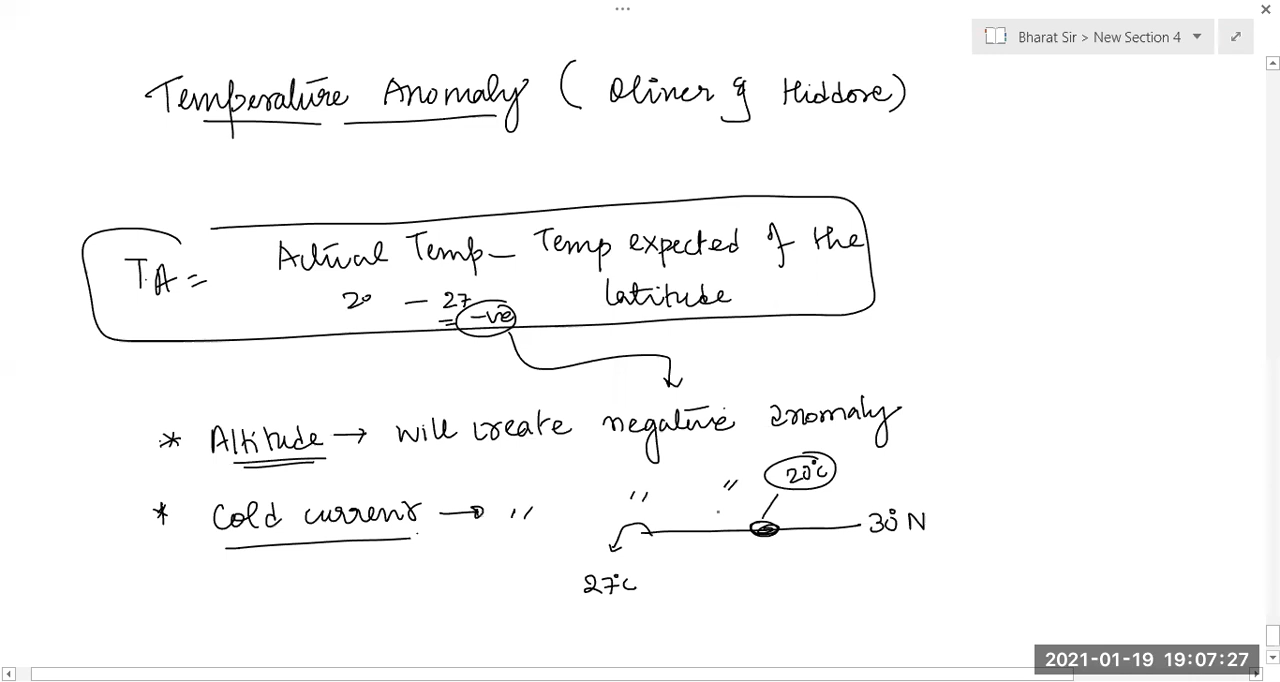 Bharat Sir > New Section 4
Temperature Anomaly ( Oliver & Hiddore)
T.A = Actual Temp - Temp expected of the
latitude
20 - 27
= -ve
* Altitude → will create negative anomaly
* Cold current → " " "
20°C
30°N
27°C
2021-01-19 19:07:27